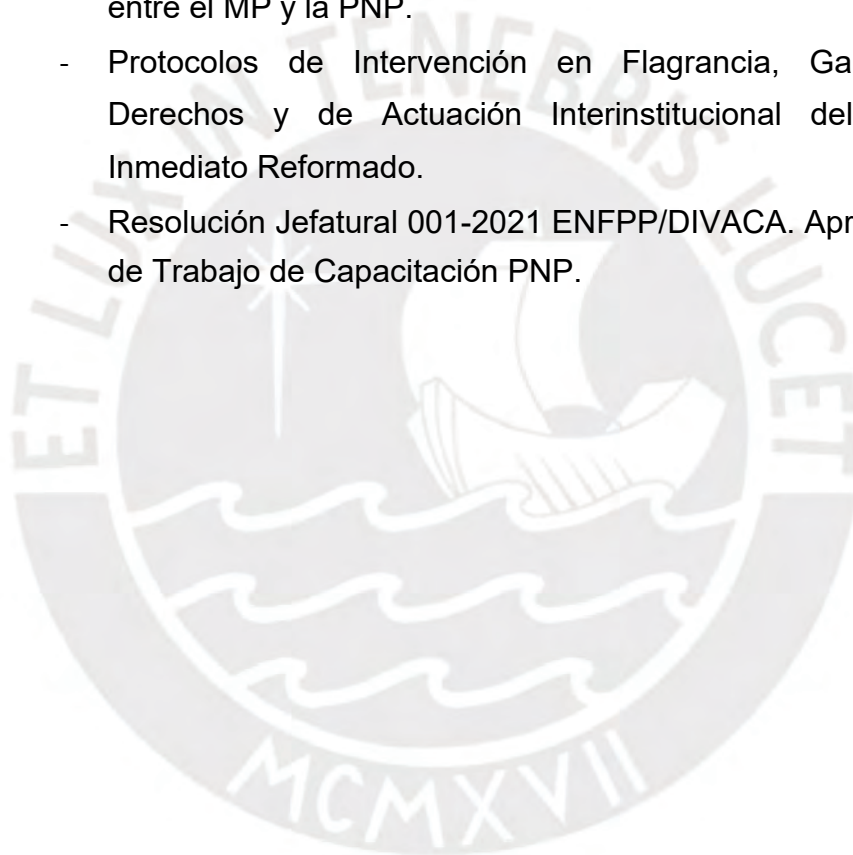 entre el MP y la PNP.
- Protocolos de Intervención en Flagrancia, Ga
Derechos y de Actuación Interinstitucional del
Inmediato Reformado.
- Resolución Jefatural 001-2021 ENFPP/DIVACA. Apr
de Trabajo de Capacitación PNP.
ET LUX IN TENEBRIS LUCET
MCMXVII